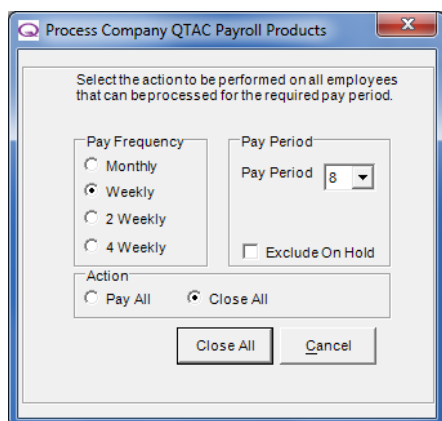 Process Company QTAC Payroll Products
Select the action to be performed on all employees
that can be processed for the required pay period.
Pay Frequency
Monthly
Weekly
2 Weekly
4 Weekly
Pay Period
Pay Period 8
Exclude On Hold
Action
Pay All Close All
Close All Cancel